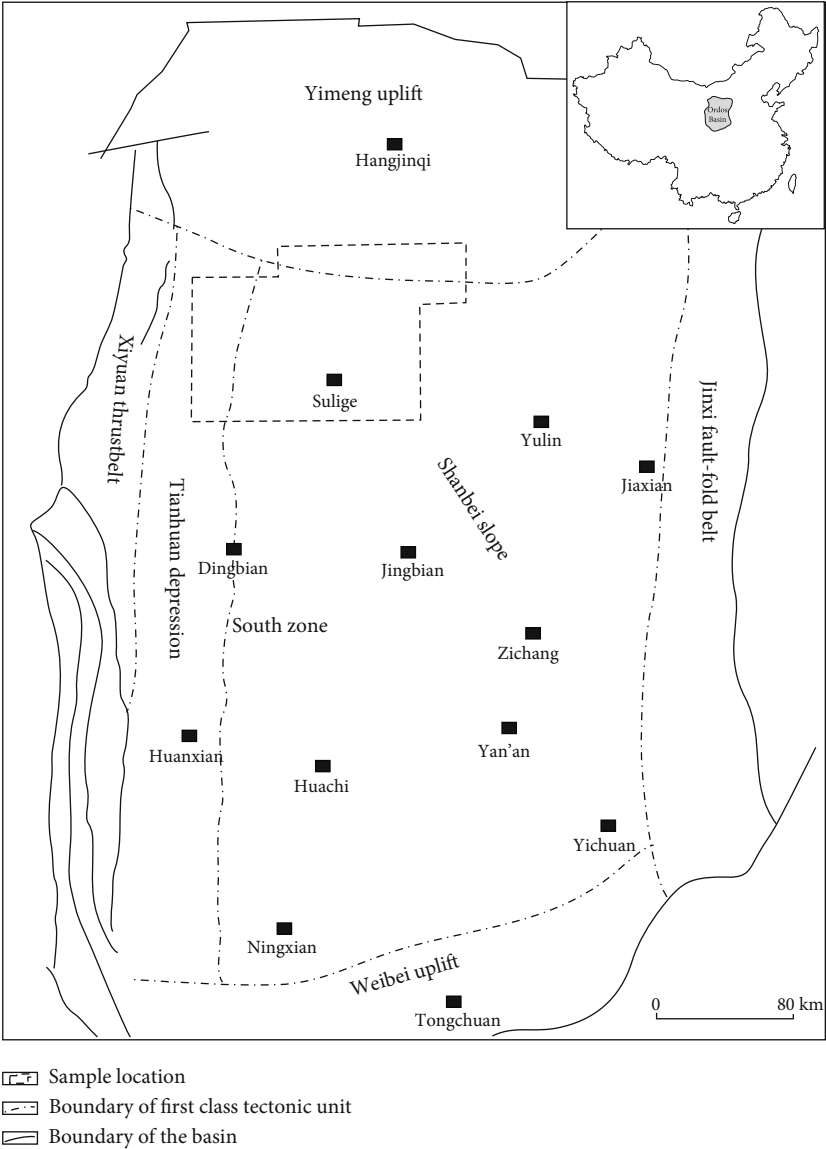 Yimeng uplift
Ordos
Basin
Hangjinqi
Xiyuan thrustbelt
Sulige
Jinxi fault-fold belt
Yulin
Shanbei slope
Jiaxian
Tianhuan depression
Dingbian
Jingbian
South zone
Zichang
Huanxian
Yan’an
Huachi
Yichuan
Ningxian
Weibei uplift
Tongchuan
0 80 km
Sample location
Boundary of first class tectonic unit
Boundary of the basin